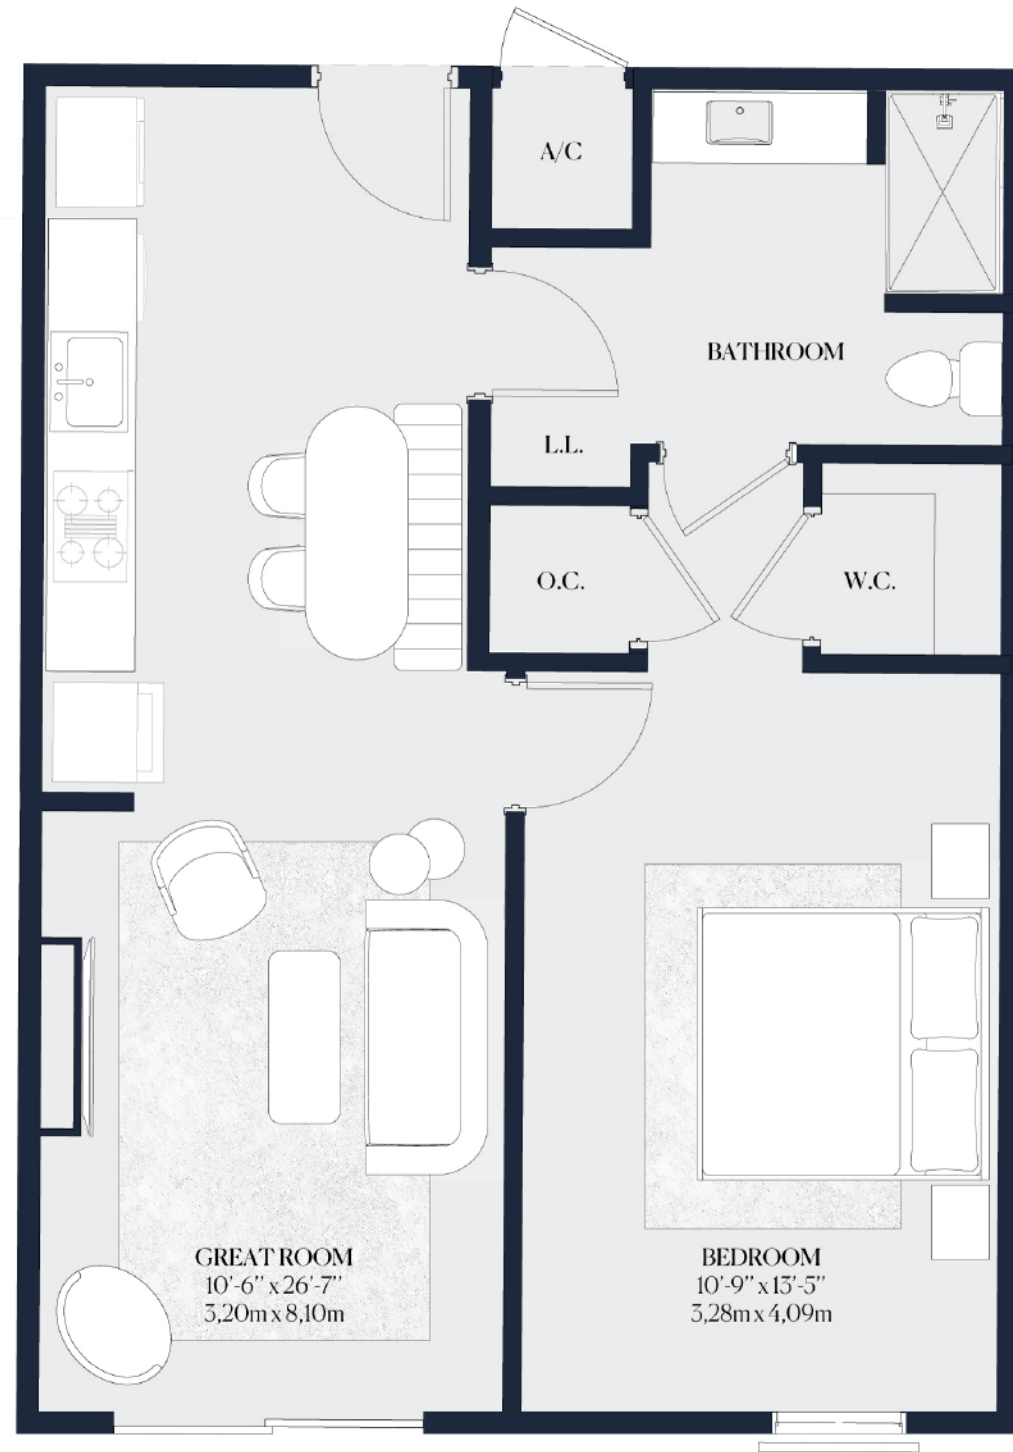 A/C
BATHROOM
L.L.
O.C.
W.C.
GREAT ROOM
10'-6" x 26'-7"
3,20m x 8,10m
BEDROOM
10'-9" x 13'-5"
3,28m x 4,09m